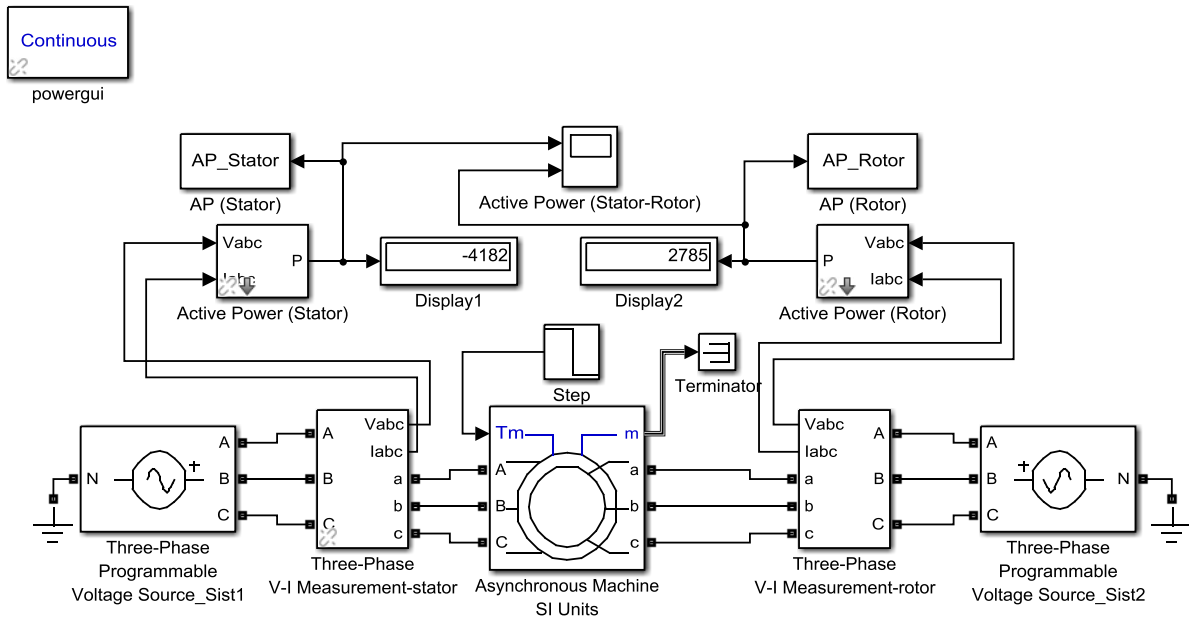 Continuous
powergui
AP_Stator
AP (Stator)
Active Power (Stator-Rotor)
AP_Rotor
AP (Rotor)
Vabc
Iabc
P
Active Power (Stator)
-4182
Display1
2785
Display2
P
Vabc
Iabc
Active Power (Rotor)
Step
Terminator
N
+
A
B
C
Three-Phase
Programmable
Voltage Source_Sist1
A
B
C
Vabc
Iabc
a
b
c
Three-Phase
V-I Measurement-stator
Tm
m
A
B
C
a
b
c
Asynchronous Machine
SI Units
Vabc
Iabc
a
b
c
A
B
C
Three-Phase
V-I Measurement-rotor
A
B
C
+
N
Three-Phase
Programmable
Voltage Source_Sist2